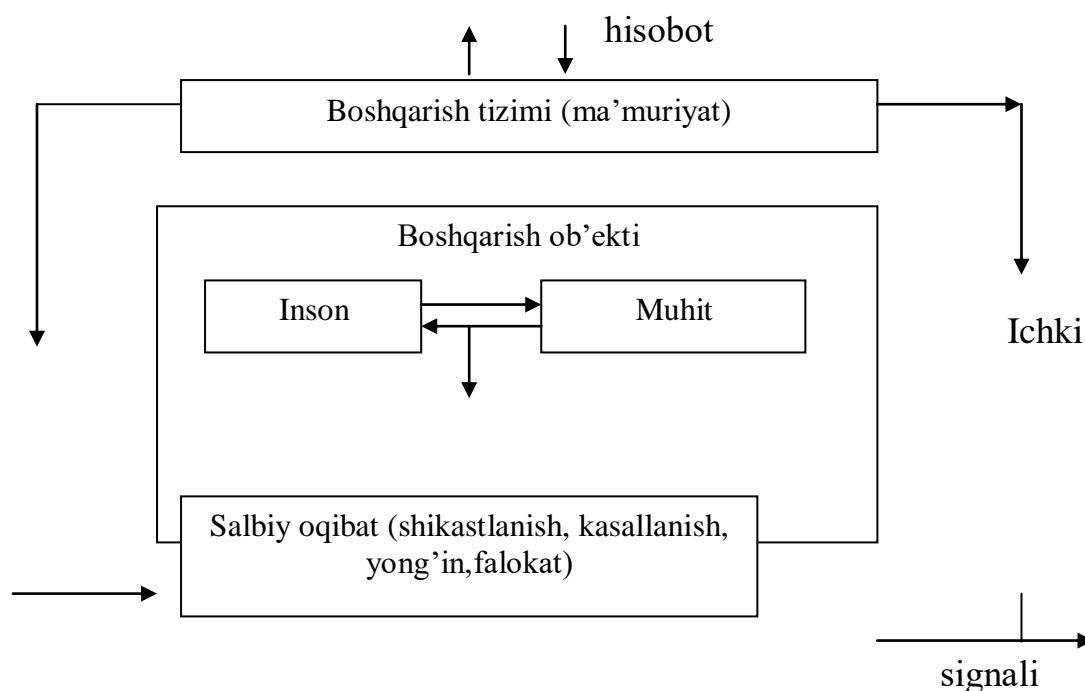 hisobot
Boshqarish tizimi (ma’muriyat)
Boshqarish ob’ekti
Inson
Muhit
Ichki
Salbiy oqibat (shikastlanish, kasallanish,
yong’in,falokat)
signali